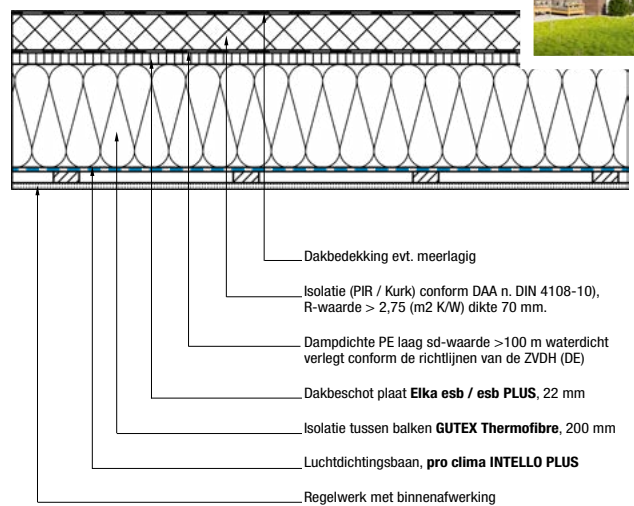 Dakbedekking evt. meerlagig
Isolatie (PIR / Kurk) conform DAA n. DIN 4108-10),
R-waarde > 2,75 (m2 K/W) dikte 70 mm.
Dampdichte PE laag sd-waarde >100 m waterdicht
verlegt conform de richtlijnen van de ZVDH (DE)
Dakbeschot plaat Elka esb / esb PLUS, 22 mm
Isolatie tussen balken GUTEX Thermofibre, 200 mm
Luchtdichtingsbaan, pro clima INTELLO PLUS
Regelwerk met binnenafwerking